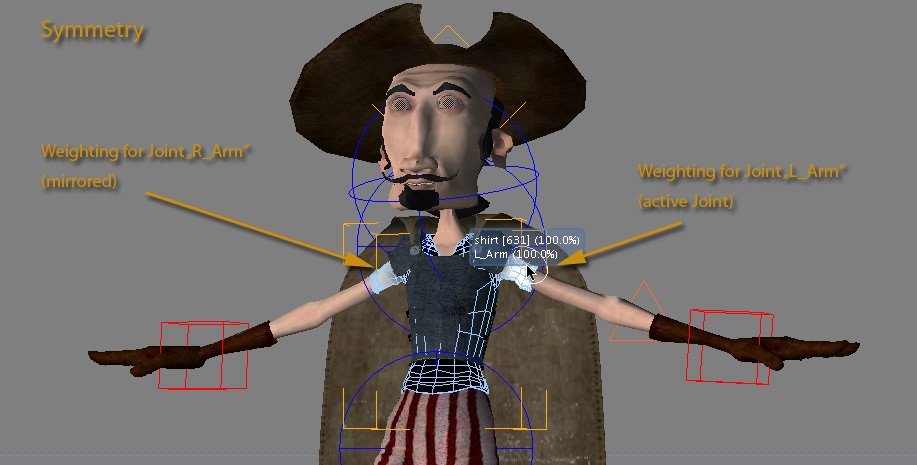 Symmetry
Weighting for Joint „R_Arm“
(mirrored)
Weighting for Joint „L_Arm“
(active Joint)
shirt [631] (100.0%)
L_Arm (100.0%)